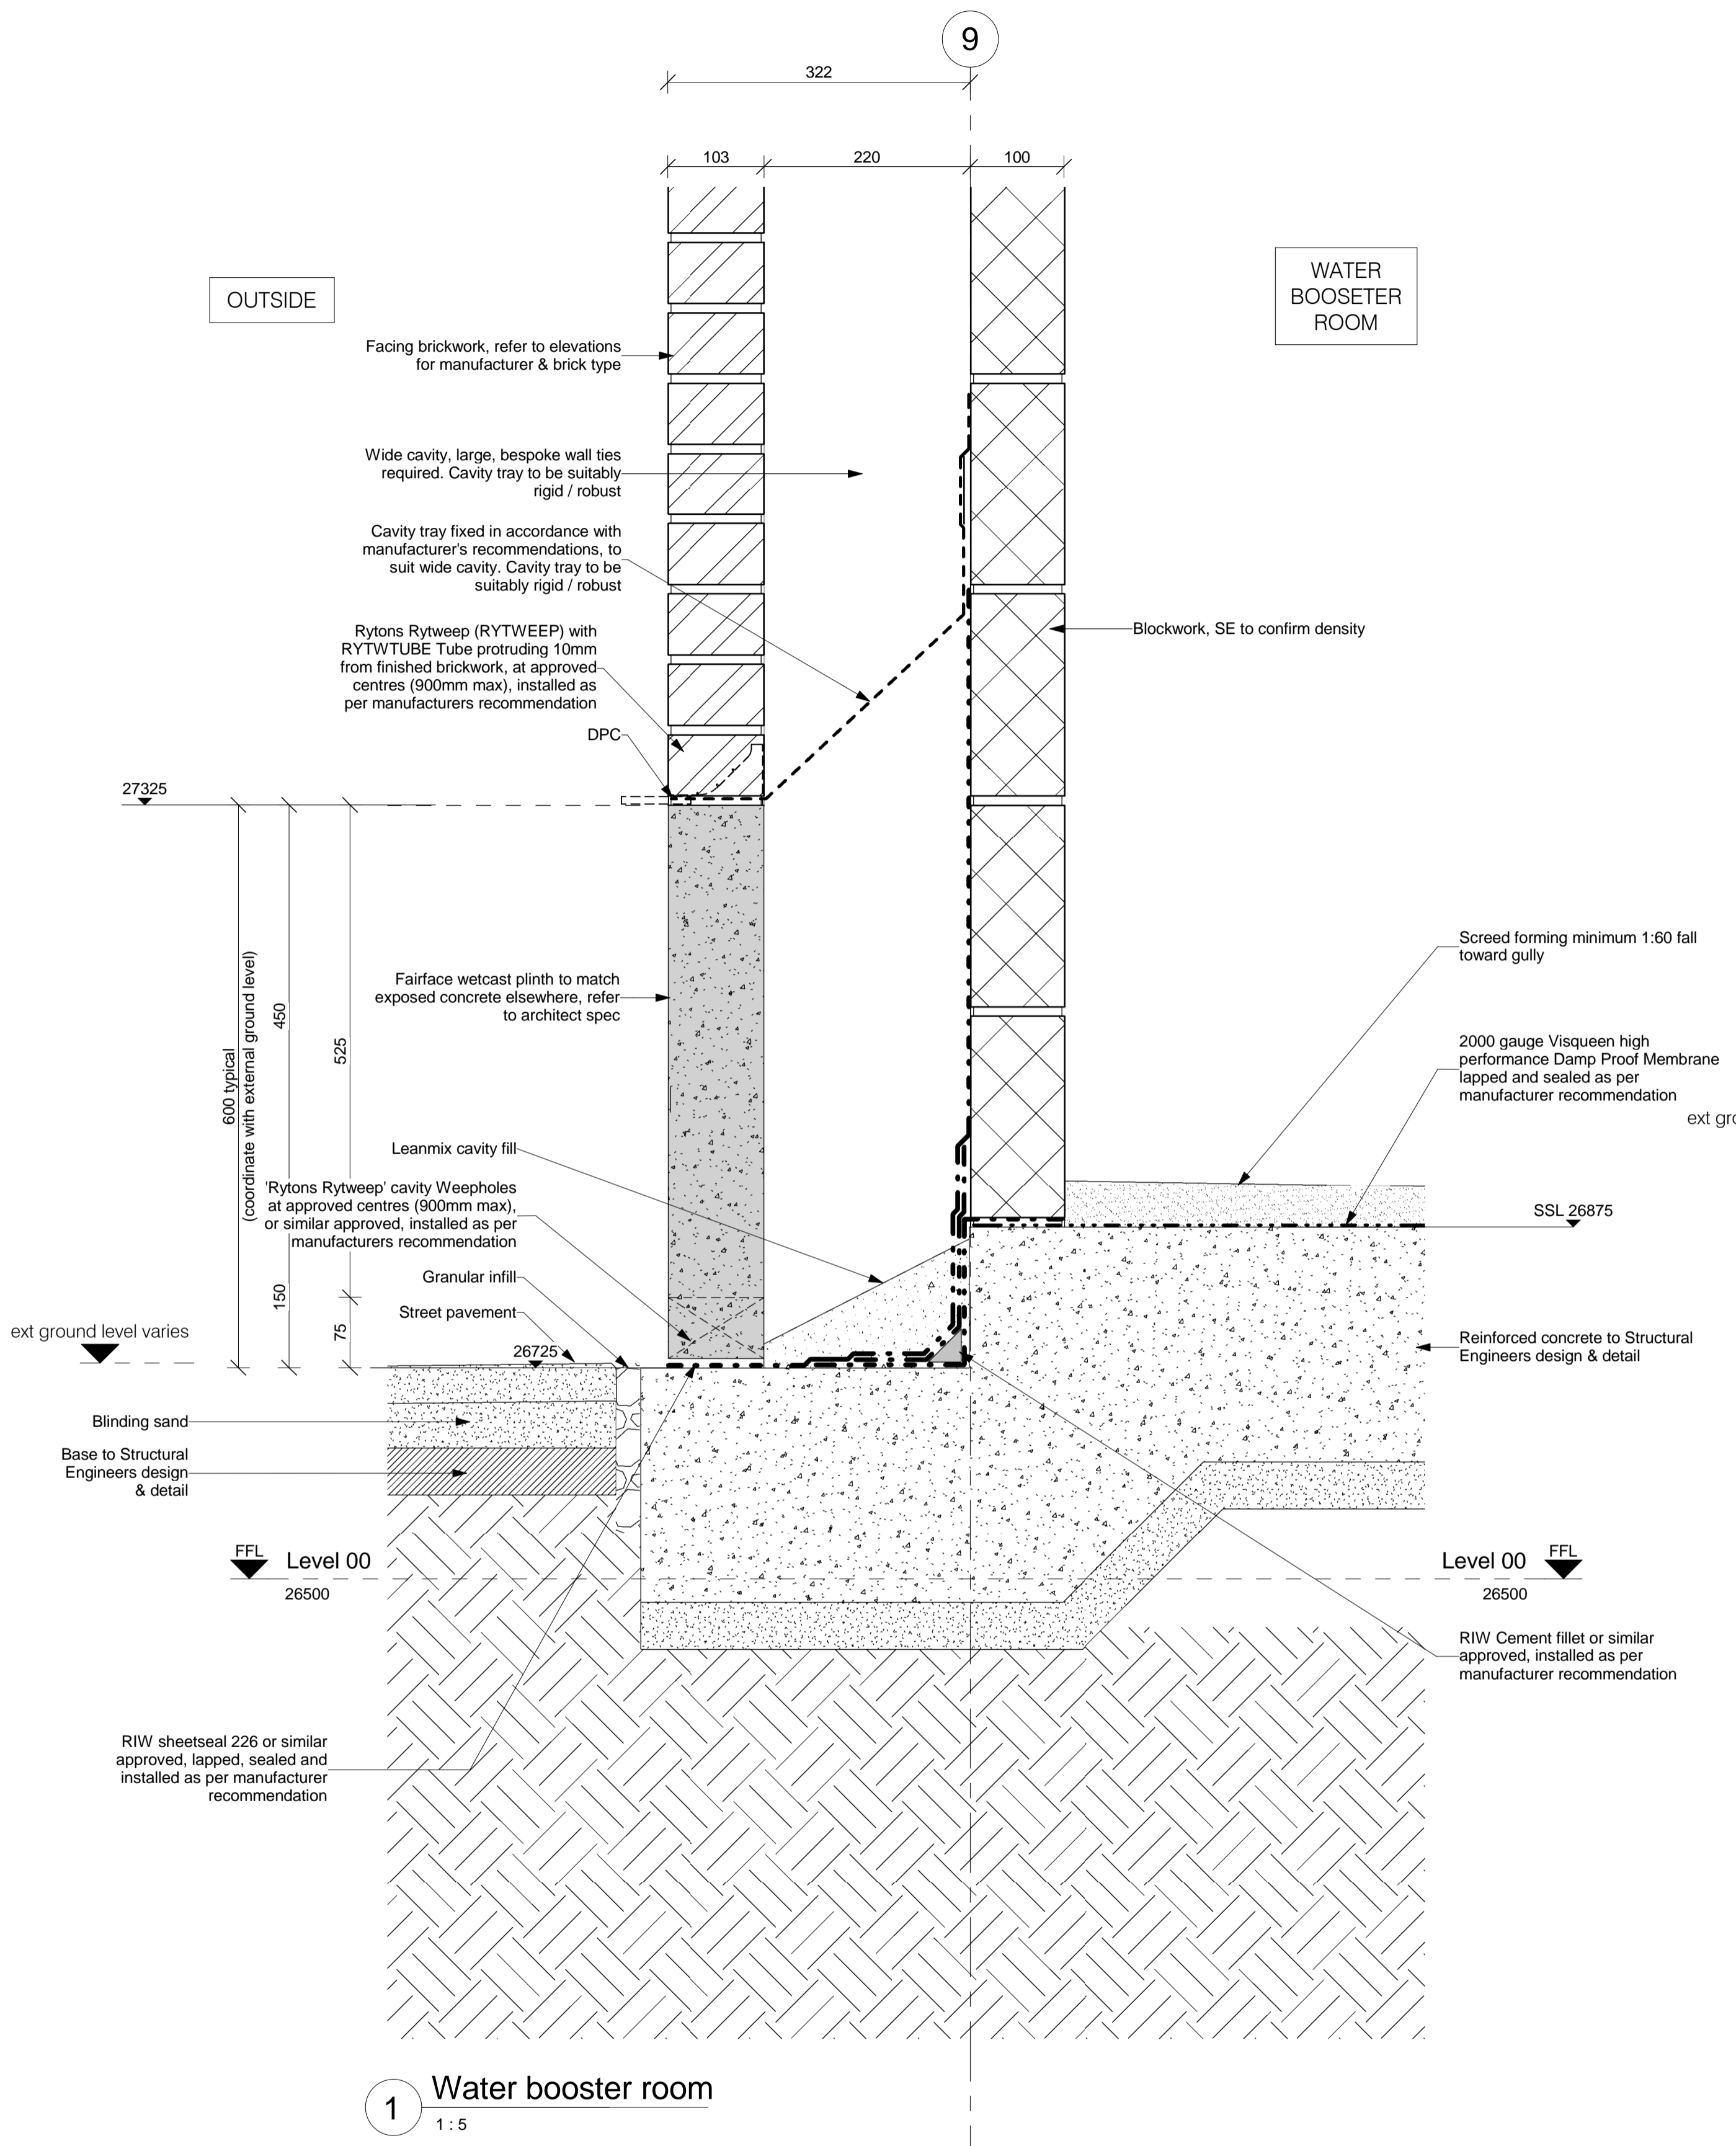 9
322
103
220
100
OUTSIDE
WATER
BOOSETER
ROOM
Facing brickwork, refer to elevations
for manufacturer & brick type
Wide cavity, large, bespoke wall ties
required. Cavity tray to be suitably
rigid / robust
Cavity tray fixed in accordance with
manufacturer's recommendations, to
suit wide cavity. Cavity tray to be
suitably rigid / robust
Blockwork, SE to confirm density
Rytons Rytweep (RYTWEEP) with
RYTWTUBE Tube protruding 10mm
from finished brickwork, at approved
centres (900mm max), installed as
per manufacturers recommendation
DPC
27325
Screed forming minimum 1:60 fall
toward gully
Fairface wetcast plinth to match
exposed concrete elsewhere, refer
to architect spec
600 typical
(coordinate with external ground level)
450
525
150
75
2000 gauge Visqueen high
performance Damp Proof Membrane
lapped and sealed as per
manufacturer recommendation
ext gro
Leanmix cavity fill
'Rytons Rytweep' cavity Weepholes
at approved centres (900mm max),
or similar approved, installed as per
manufacturers recommendation
SSL 26875
Granular infill
Street pavement
ext ground level varies
26725
Reinforced concrete to Structural
Engineers design & detail
Blinding sand
Base to Structural
Engineers design
& detail
FFL
Level 00
26500
Level 00
FFL
26500
RIW Cement fillet or similar
approved, installed as per
manufacturer recommendation
RIW sheetseal 226 or similar
approved, lapped, sealed and
installed as per manufacturer
recommendation
1
Water booster room
1 : 5